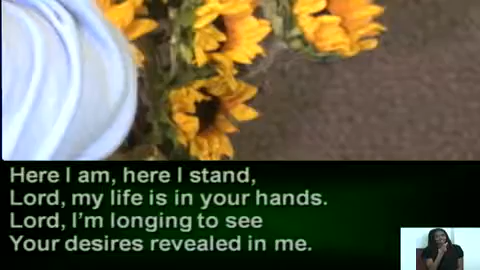 Here I am, here I stand,
Lord, my life is in your hands.
Lord, I'm longing to see
Your desires revealed in me.